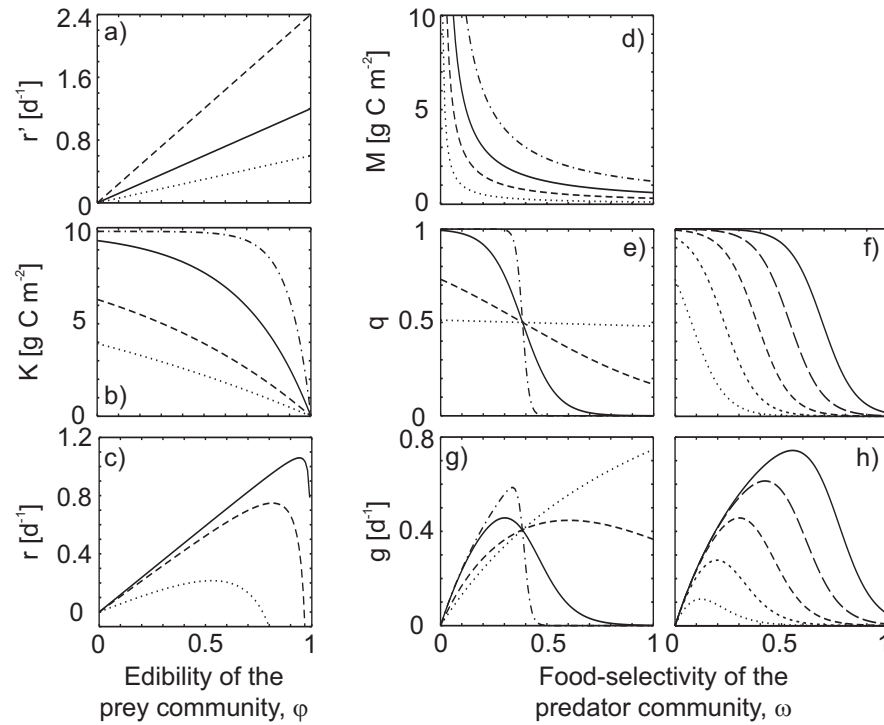 a)
2.4
1.6
0.8
0
r' [d⁻¹]
d)
10
5
0
M [g C m⁻²]
b)
10
5
0
K [g C m⁻²]
e)
1
0.5
0
q
f)
c)
1.2
0.8
0.4
0
r [d⁻¹]
0 0.5 1
g)
0.8
0.4
0
g [d⁻¹]
0 0.5 1
h)
0 0.5 1
Edibility of the
prey community, φ
Food-selectivity of the
predator community, ω